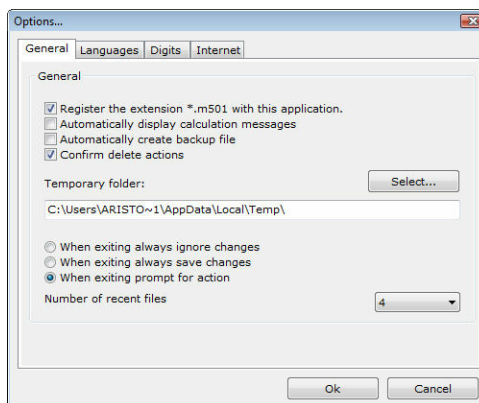 Options...
General Languages Digits Internet
General
Register the extension *.m501 with this application.
Automatically display calculation messages
Automatically create backup file
Confirm delete actions
Temporary folder:
Select...
C:\Users\ARISTO~1\AppData\Local\Temp\
When exiting always ignore changes
When exiting always save changes
When exiting prompt for action
Number of recent files
4
Ok Cancel